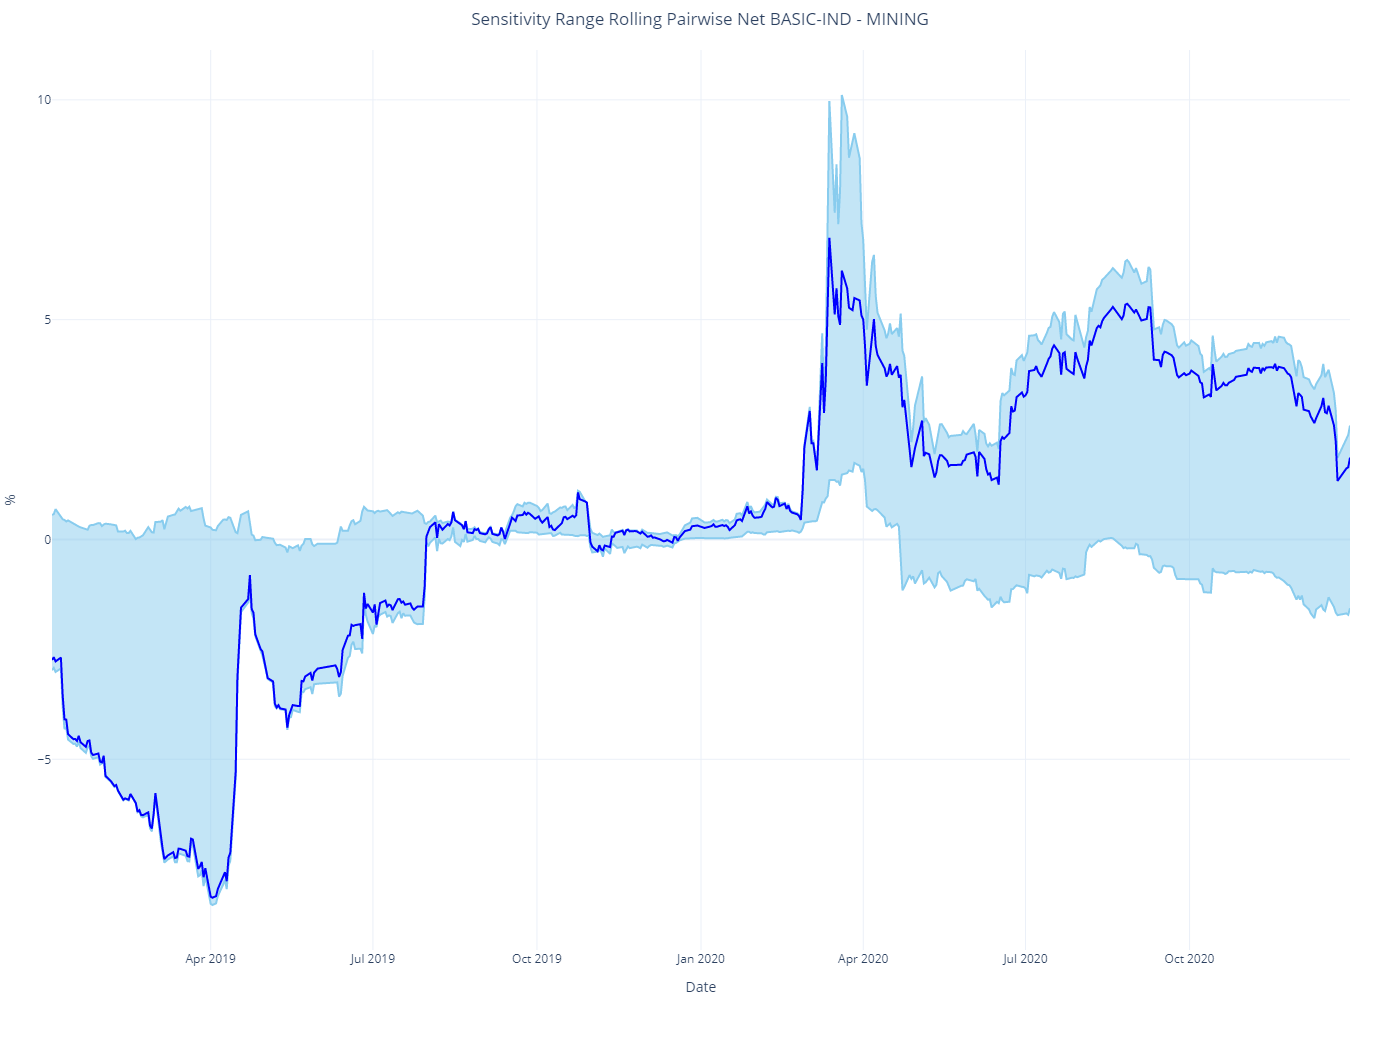 Sensitivity Range Rolling Pairwise Net BASIC-IND - MINING
10
5
0
−5
%
Apr 2019
Jul 2019
Oct 2019
Jan 2020
Apr 2020
Jul 2020
Oct 2020
Date